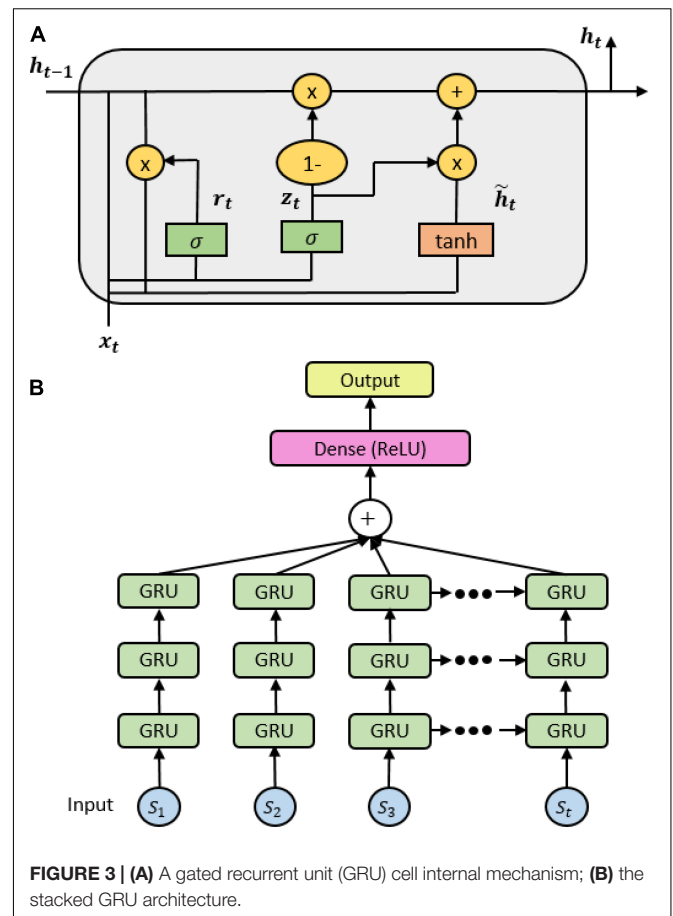 A
h_t
h_{t-1}
x
+
x
1-
x
r_t
z_t
h̃_t
σ
σ
tanh
x_t
B
Output
Dense (ReLU)
+
GRU GRU GRU ••• GRU
GRU GRU GRU ••• GRU
GRU GRU GRU ••• GRU
Input S_1 S_2 S_3 S_t
FIGURE 3 | (A) A gated recurrent unit (GRU) cell internal mechanism; (B) the
stacked GRU architecture.